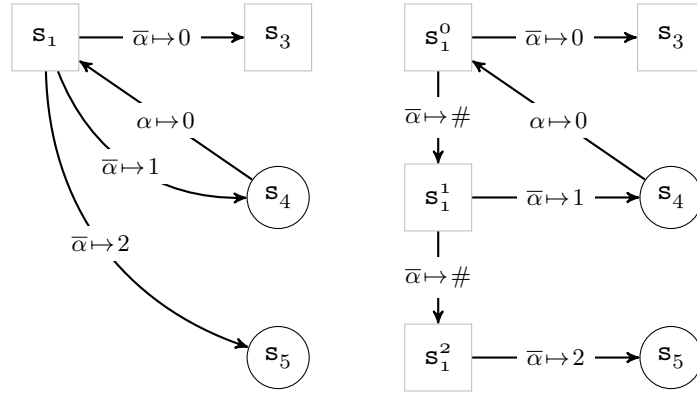 s₁ ᾱ↦0 s₃ s₁⁰ ᾱ↦0 s₃
α↦0 ᾱ↦# α↦0
ᾱ↦1
s₄ s₁¹ ᾱ↦1 s₄
ᾱ↦2 ᾱ↦#
s₅ s₁² ᾱ↦2 s₅